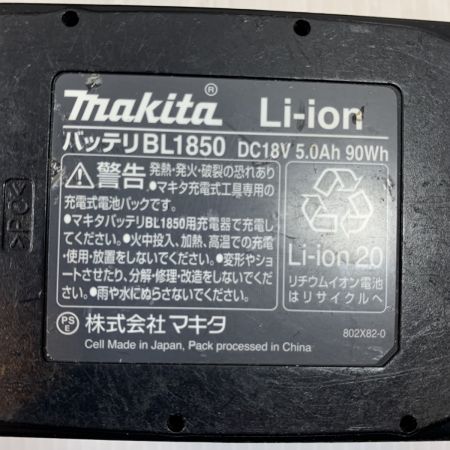 makita® Li-ion
バッテリBL1850 DC18V 5.0Ah 90Wh
⚠警告 発熱・発火・破裂の恐れあり
●マキタ充電式工具専用の
充電式電池パックです。
●マキタバッテリBL1850用充電器で充電し
てください。●火中投入、加熱、高温での充電
・使用・放置をしないでください。●変形やショ
ートさせたり、分解・修理・改造をしないでくだ
さい。●雨や水にぬらさないでください。
Li-ion 20
リチウムイオン電池
はリサイクルへ
PS
E 株式会社 マキタ
802X82-0
Cell Made in Japan, Pack processed in China
>PC<